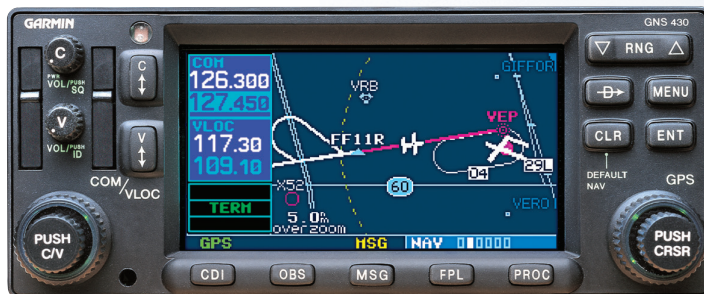 GARMIN
GNS 430
C
PWR
VOL/PUSH
SQ
V
VOL/PUSH
ID
C
V
COM/VLOC
PUSH
C/V
COM
126.300
127.450
VLOC
117.30
109.10
TERM
GPS
MSG
NAV
GIFFOR
VRB
VEP
FF11R
04
29L
60
X52
5.0
overzoom
VERO
RNG
D
MENU
CLR
ENT
DEFAULT
NAV
GPS
PUSH
CRSR
CDI
OBS
MSG
FPL
PROC